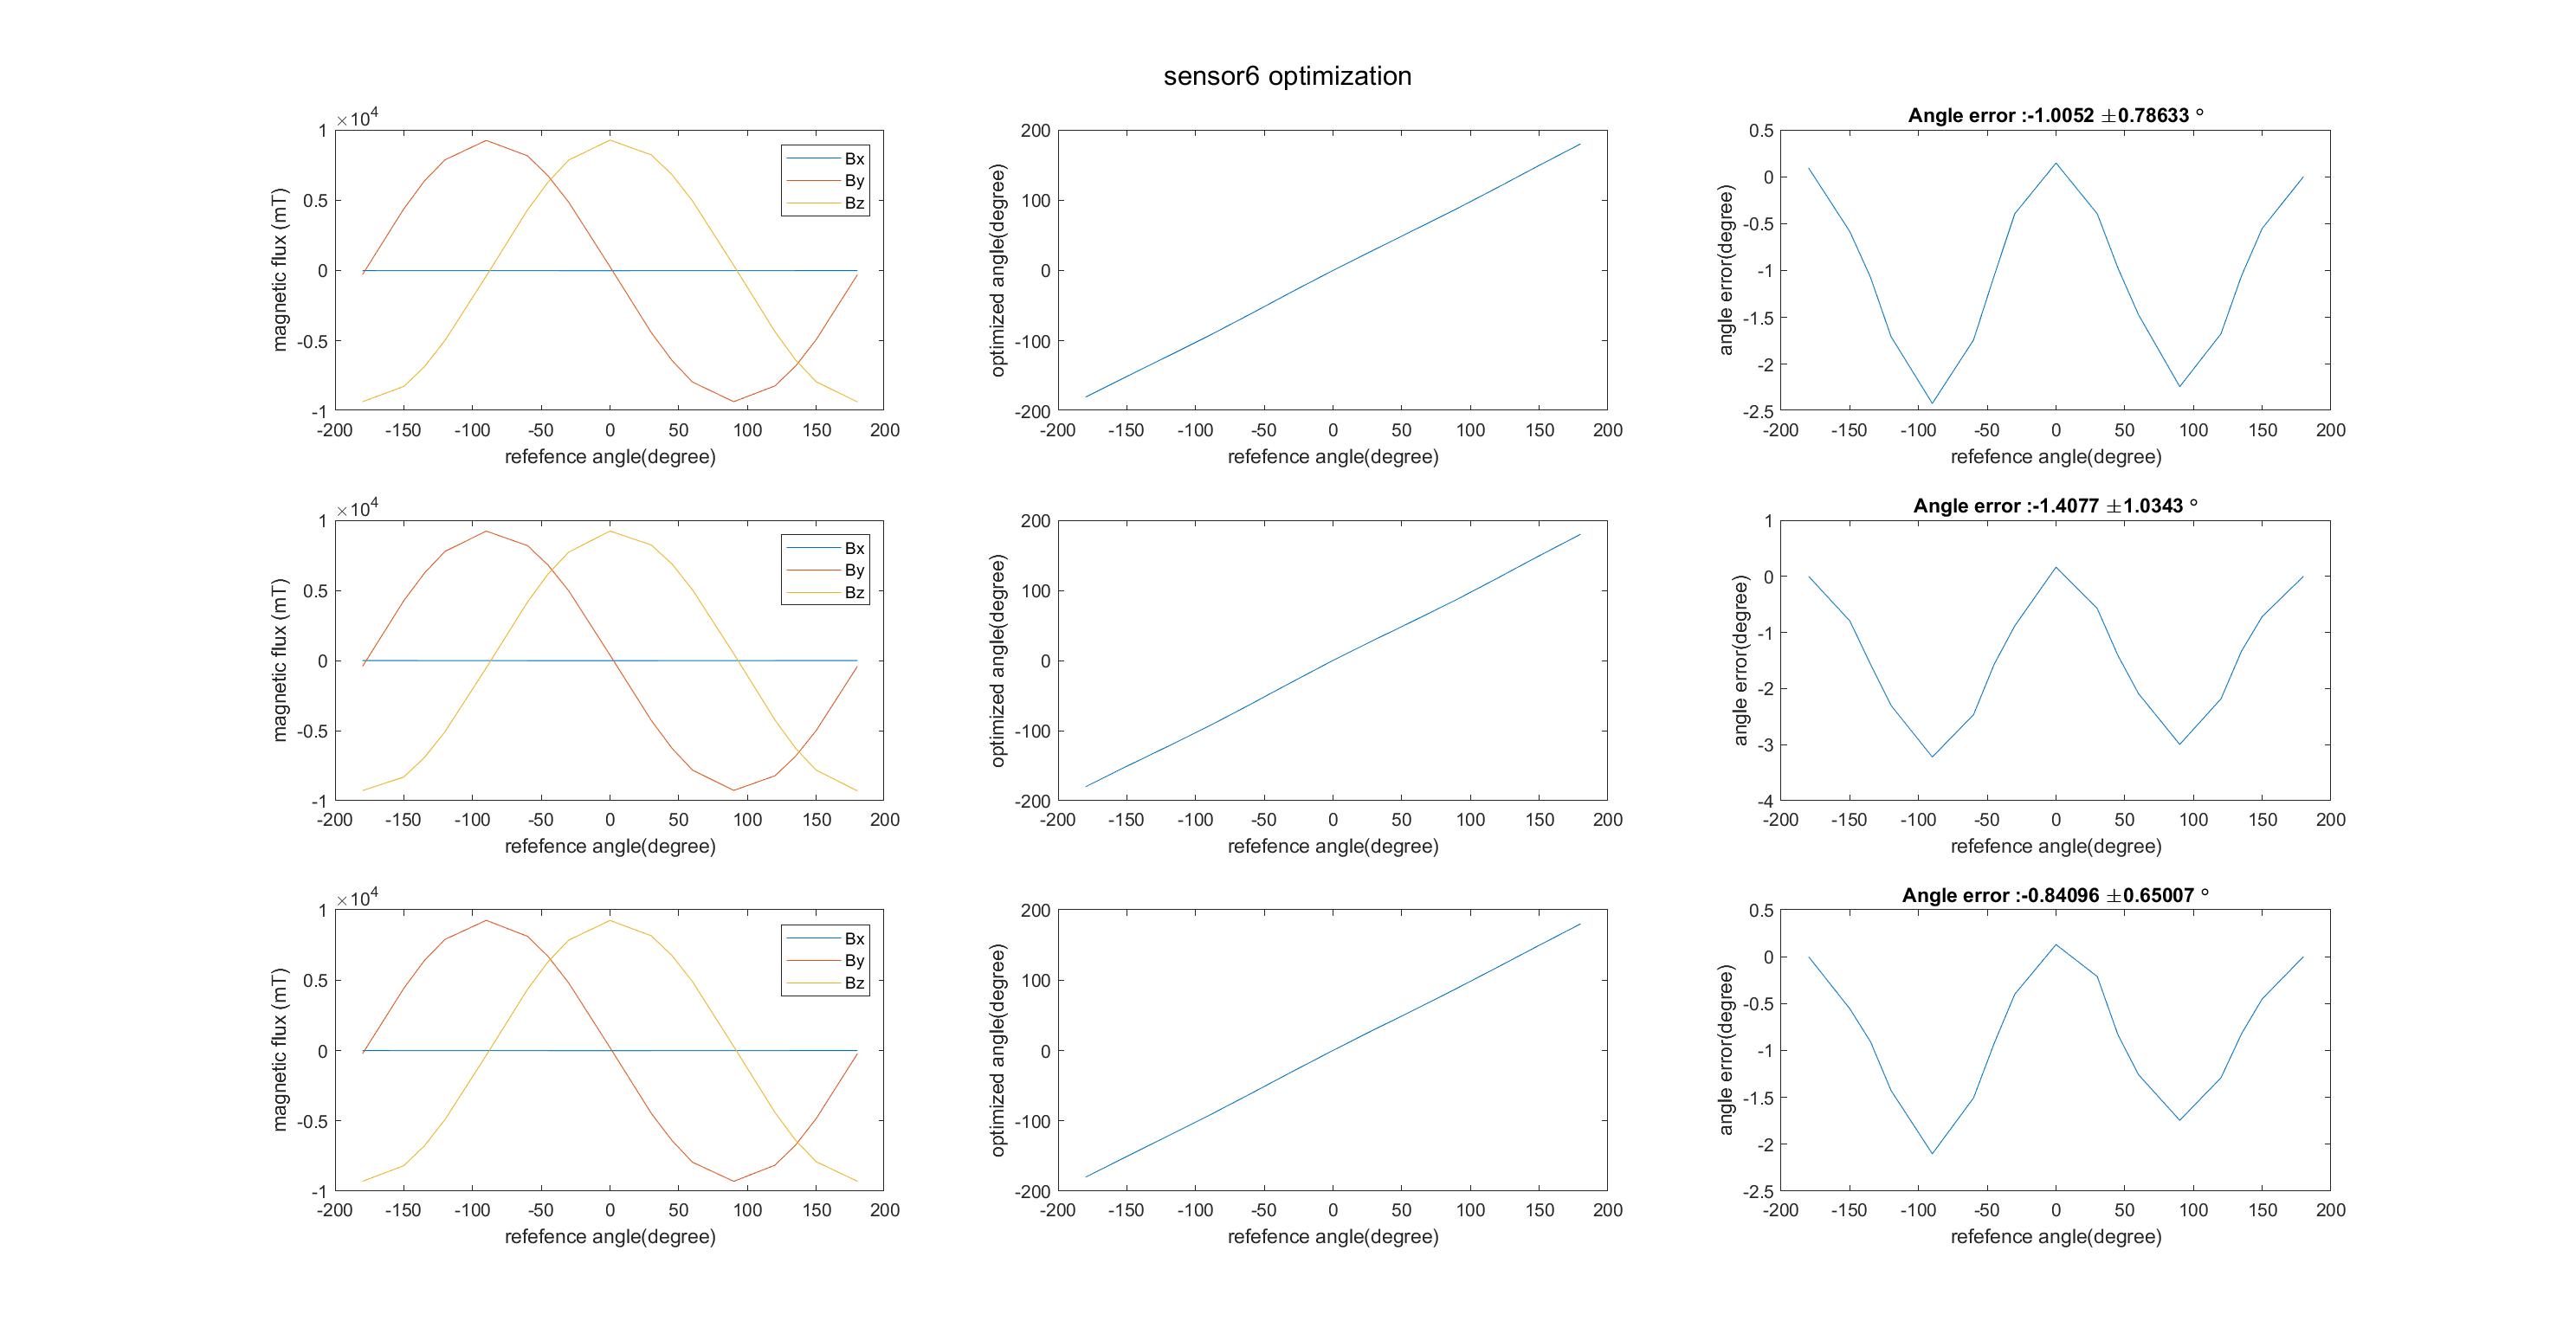 sensor6 optimization
×10⁴
1
0.5
0
-0.5
-1
-200 -150 -100 -50 0 50 100 150 200
magnetic flux (mT)
refefence angle(degree)
Bx
By
Bz
200
100
0
-100
-200
-200 -150 -100 -50 0 50 100 150 200
optimized angle(degree)
refefence angle(degree)
Angle error :-1.0052 ±0.78633 °
0.5
0
-0.5
-1
-1.5
-2
-2.5
-200 -150 -100 -50 0 50 100 150 200
angle error(degree)
refefence angle(degree)
×10⁴
1
0.5
0
-0.5
-1
-200 -150 -100 -50 0 50 100 150 200
magnetic flux (mT)
refefence angle(degree)
Bx
By
Bz
200
100
0
-100
-200
-200 -150 -100 -50 0 50 100 150 200
optimized angle(degree)
refefence angle(degree)
Angle error :-1.4077 ±1.0343 °
1
0
-1
-2
-3
-4
-200 -150 -100 -50 0 50 100 150 200
angle error(degree)
refefence angle(degree)
×10⁴
1
0.5
0
-0.5
-1
-200 -150 -100 -50 0 50 100 150 200
magnetic flux (mT)
refefence angle(degree)
Bx
By
Bz
200
100
0
-100
-200
-200 -150 -100 -50 0 50 100 150 200
optimized angle(degree)
refefence angle(degree)
Angle error :-0.84096 ±0.65007 °
0.5
0
-0.5
-1
-1.5
-2
-2.5
-200 -150 -100 -50 0 50 100 150 200
angle error(degree)
refefence angle(degree)